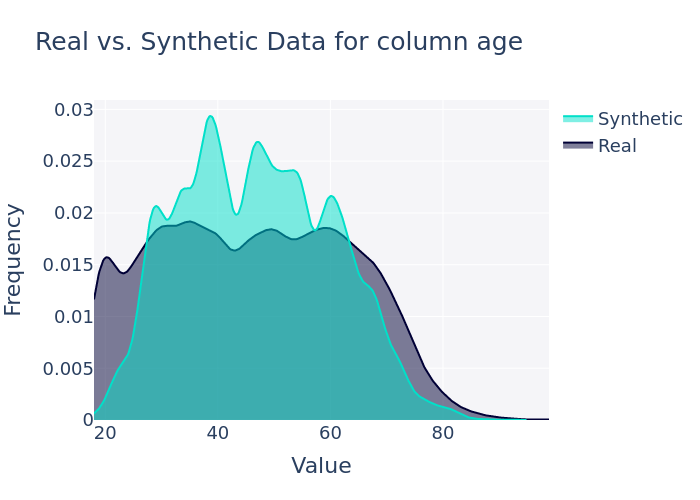 Real vs. Synthetic Data for column age
Synthetic
Real
Frequency
0.03
0.025
0.02
0.015
0.01
0.005
0
20 40 60 80
Value